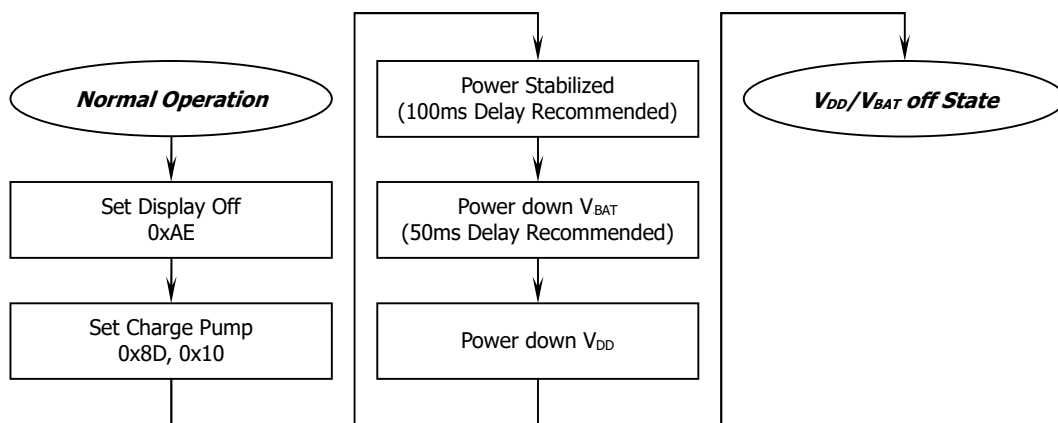 Normal Operation
Set Display Off
0xAE
Set Charge Pump
0x8D, 0x10
Power Stabilized
(100ms Delay Recommended)
Power down VBAT
(50ms Delay Recommended)
Power down VDD
VDD/VBAT off State